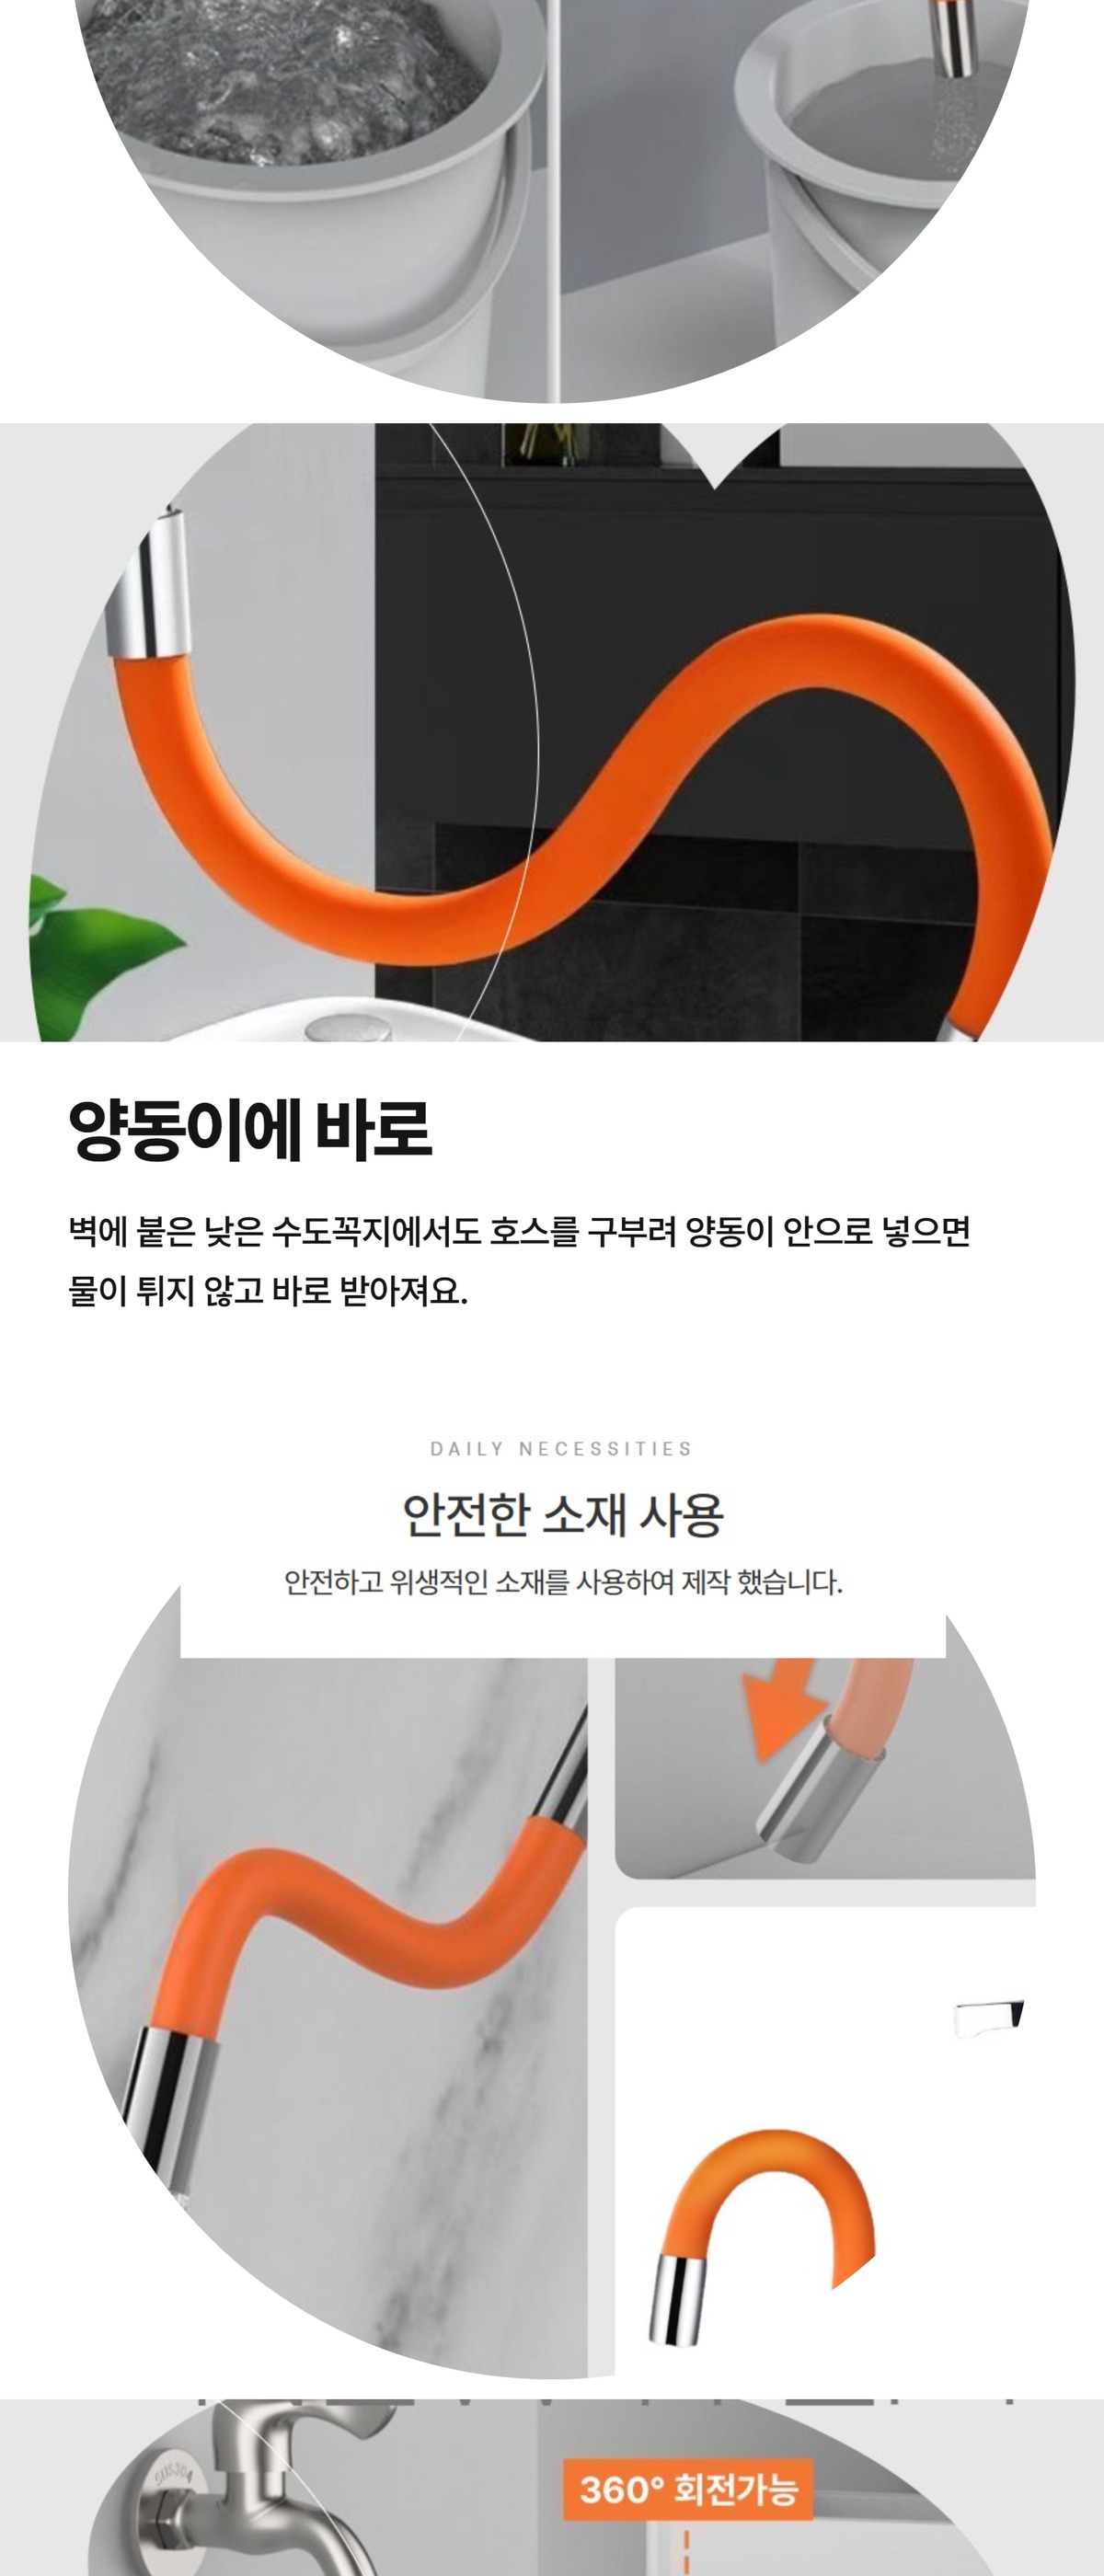 양동이에 바로
벽에 붙은 낮은 수도꼭지에서도 호스를 구부려 양동이 안으로 넣으면
물이 튀지 않고 바로 받아져요.
DAILY NECESSITIES
안전한 소재 사용
안전하고 위생적인 소재를 사용하여 제작 했습니다.
SUS304
360° 회전가능